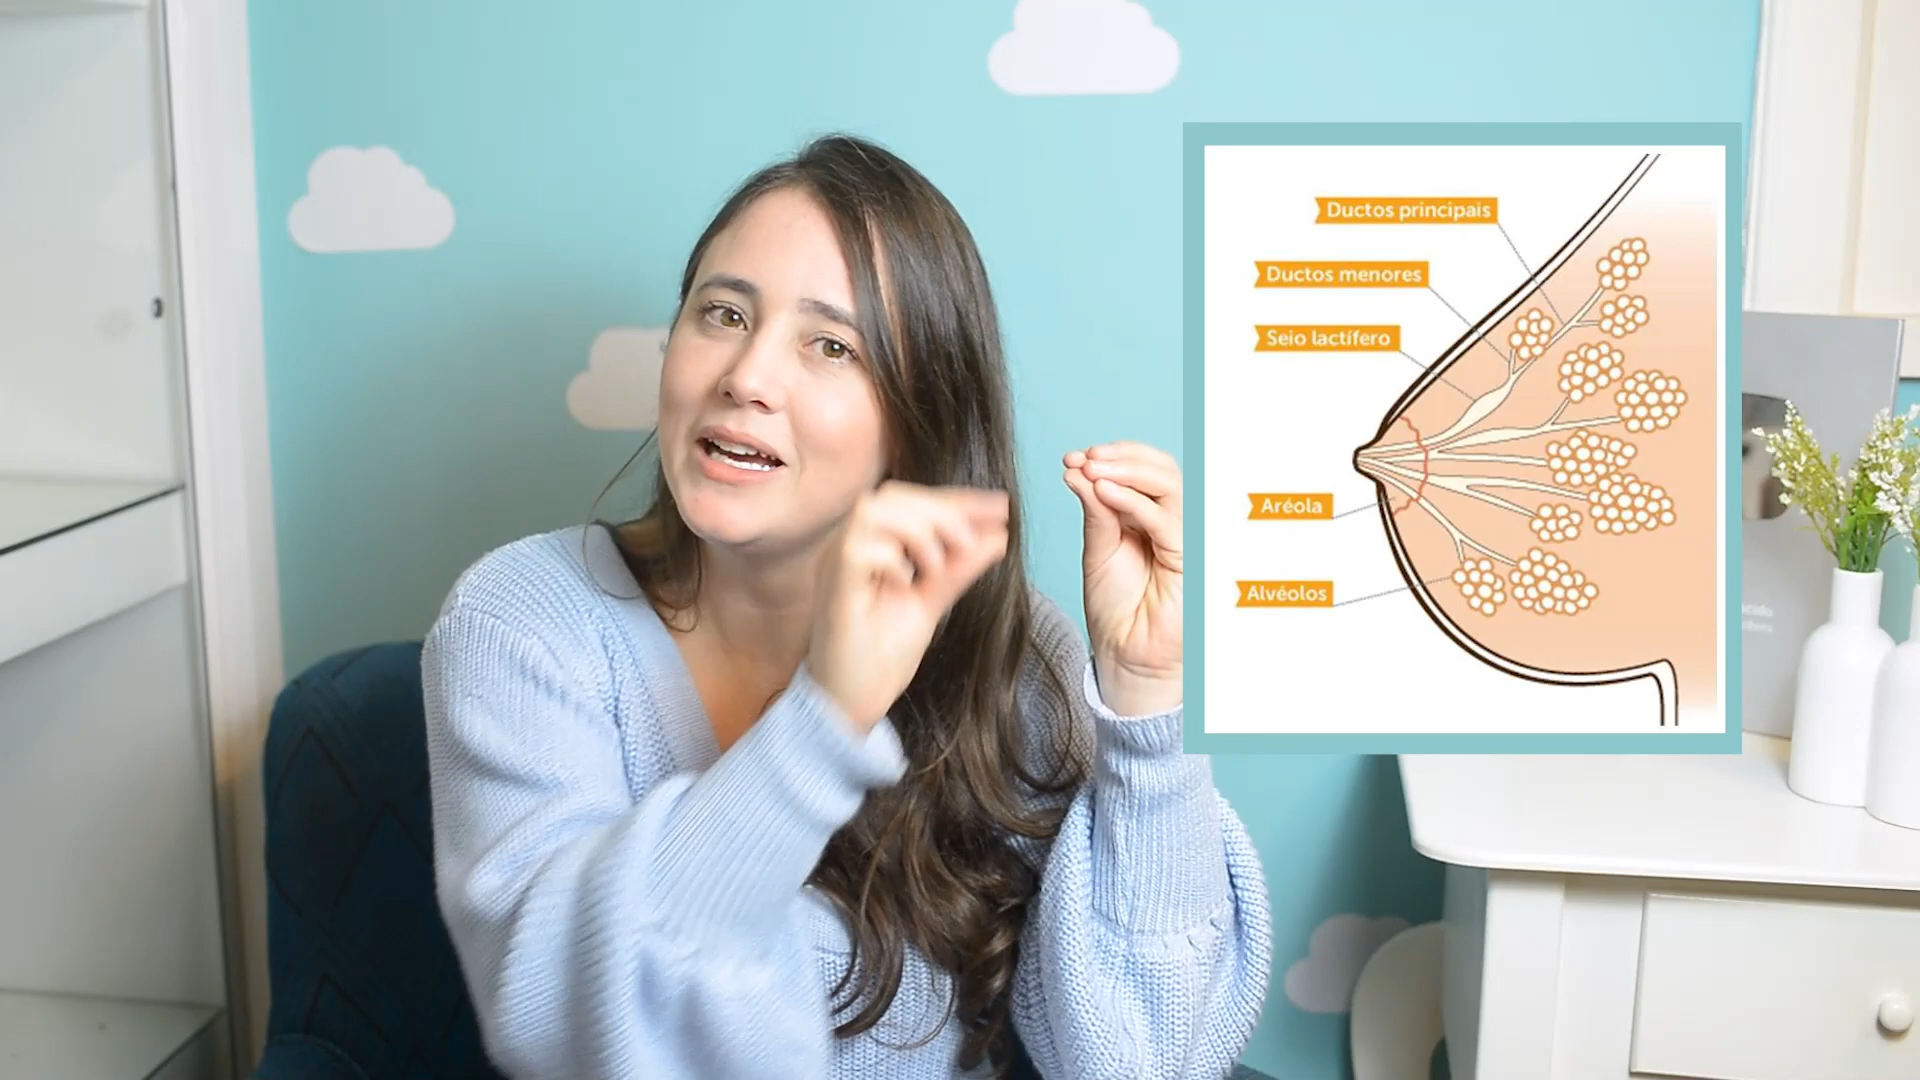 Ductos principais
Ductos menores
Seio lactífero
Aréola
Alvéolos